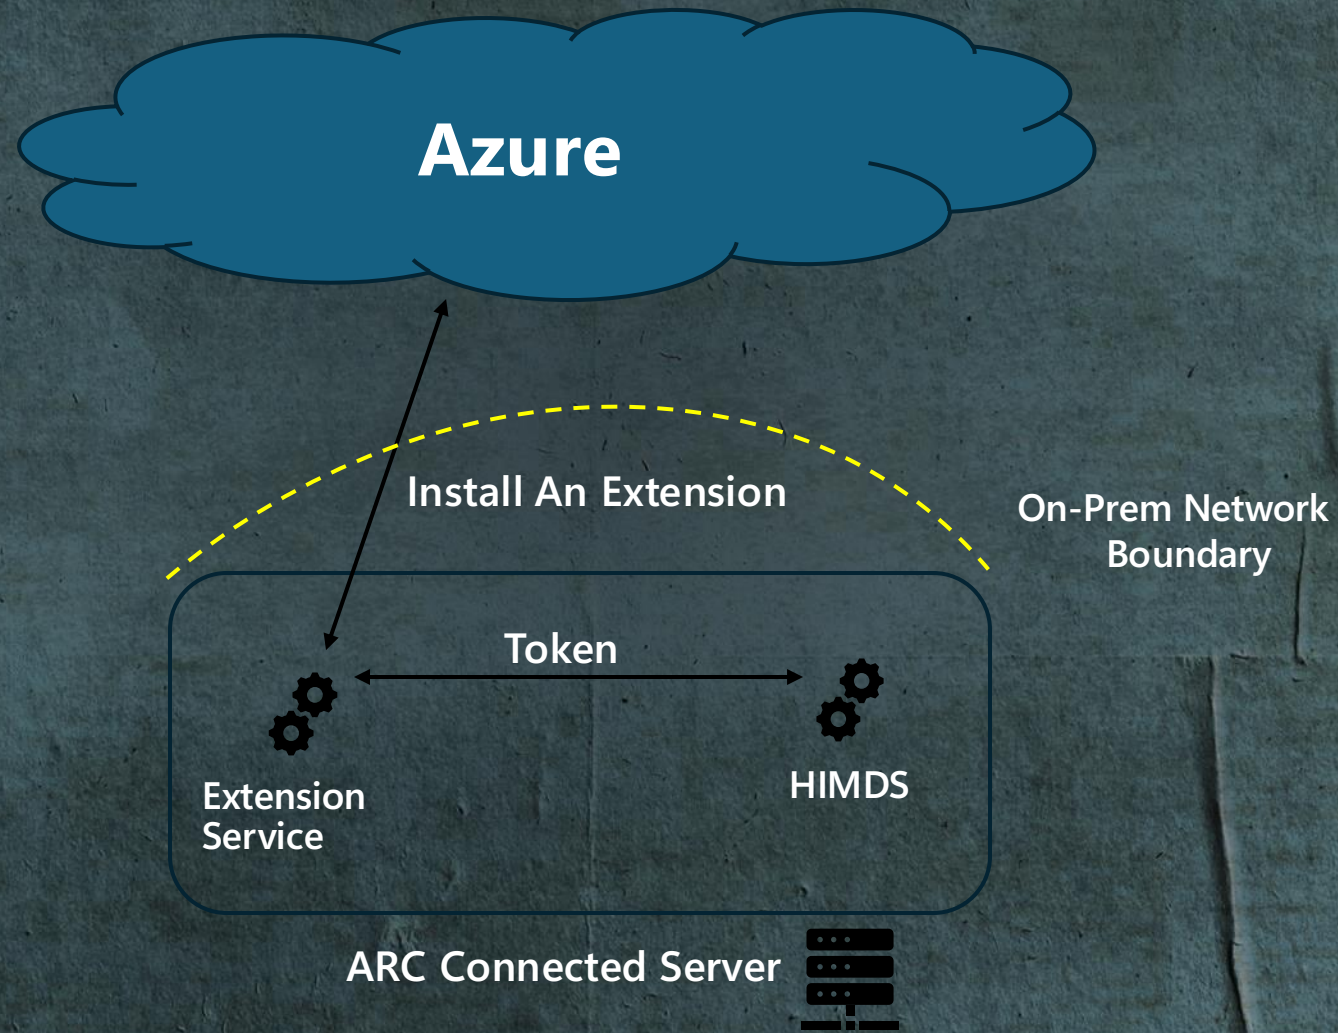 Azure
Install An Extension
On-Prem Network
Boundary
Token
Extension
Service
HIMDS
ARC Connected Server